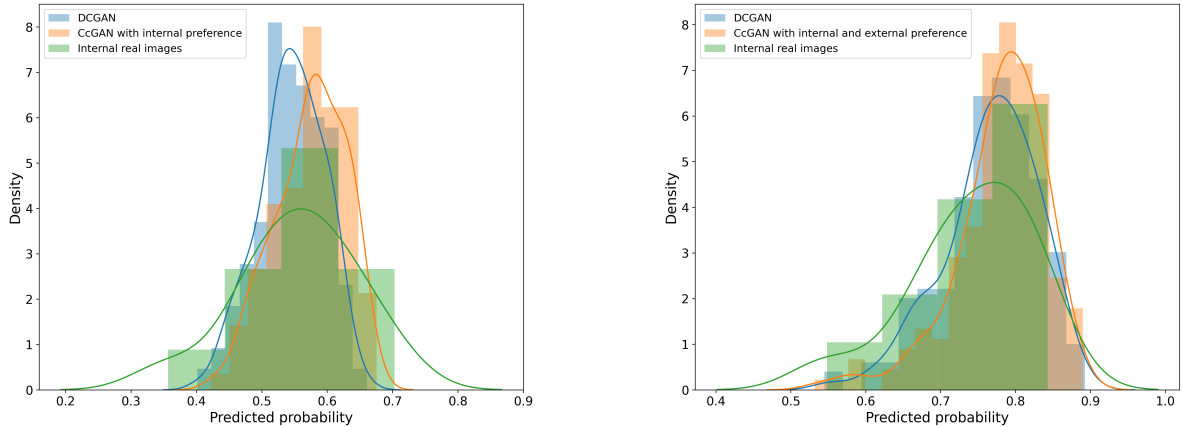 DCGAN
CcGAN with internal preference
Internal real images
8
7
6
5
4
3
2
1
0
Density
0.2 0.3 0.4 0.5 0.6 0.7 0.8 0.9
Predicted probability
DCGAN
CcGAN with internal and external preference
Internal real images
8
7
6
5
4
3
2
1
0
Density
0.4 0.5 0.6 0.7 0.8 0.9 1.0
Predicted probability